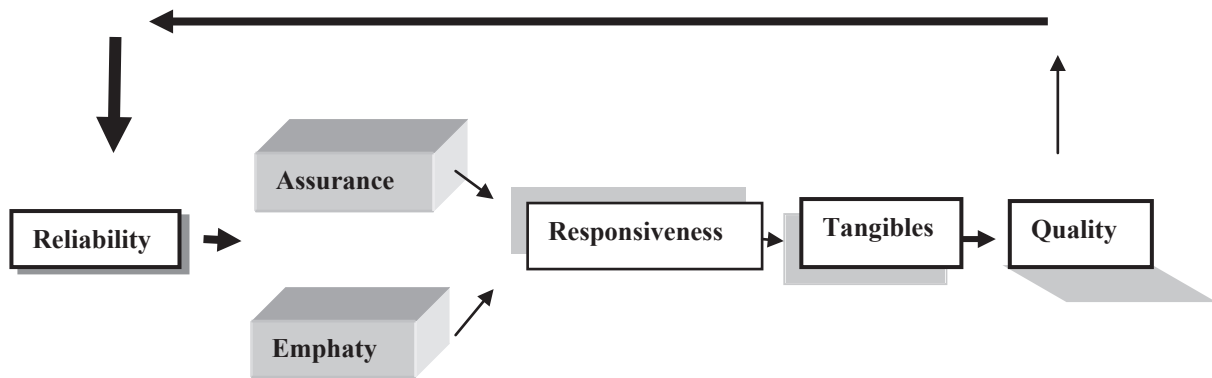 Assurance
Reliability
Responsiveness
Tangibles
Quality
Emphaty